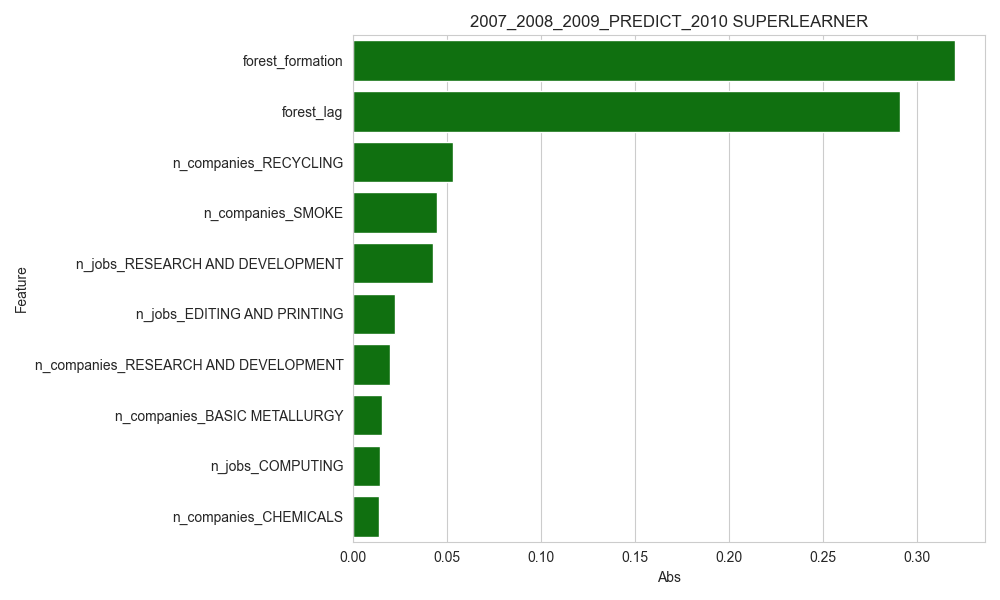 2007_2008_2009_PREDICT_2010 SUPERLEARNER
forest_formation
forest_lag
n_companies_RECYCLING
n_companies_SMOKE
n_jobs_RESEARCH AND DEVELOPMENT
n_jobs_EDITING AND PRINTING
n_companies_RESEARCH AND DEVELOPMENT
n_companies_BASIC METALLURGY
n_jobs_COMPUTING
n_companies_CHEMICALS
Feature
0.00 0.05 0.10 0.15 0.20 0.25 0.30
Abs